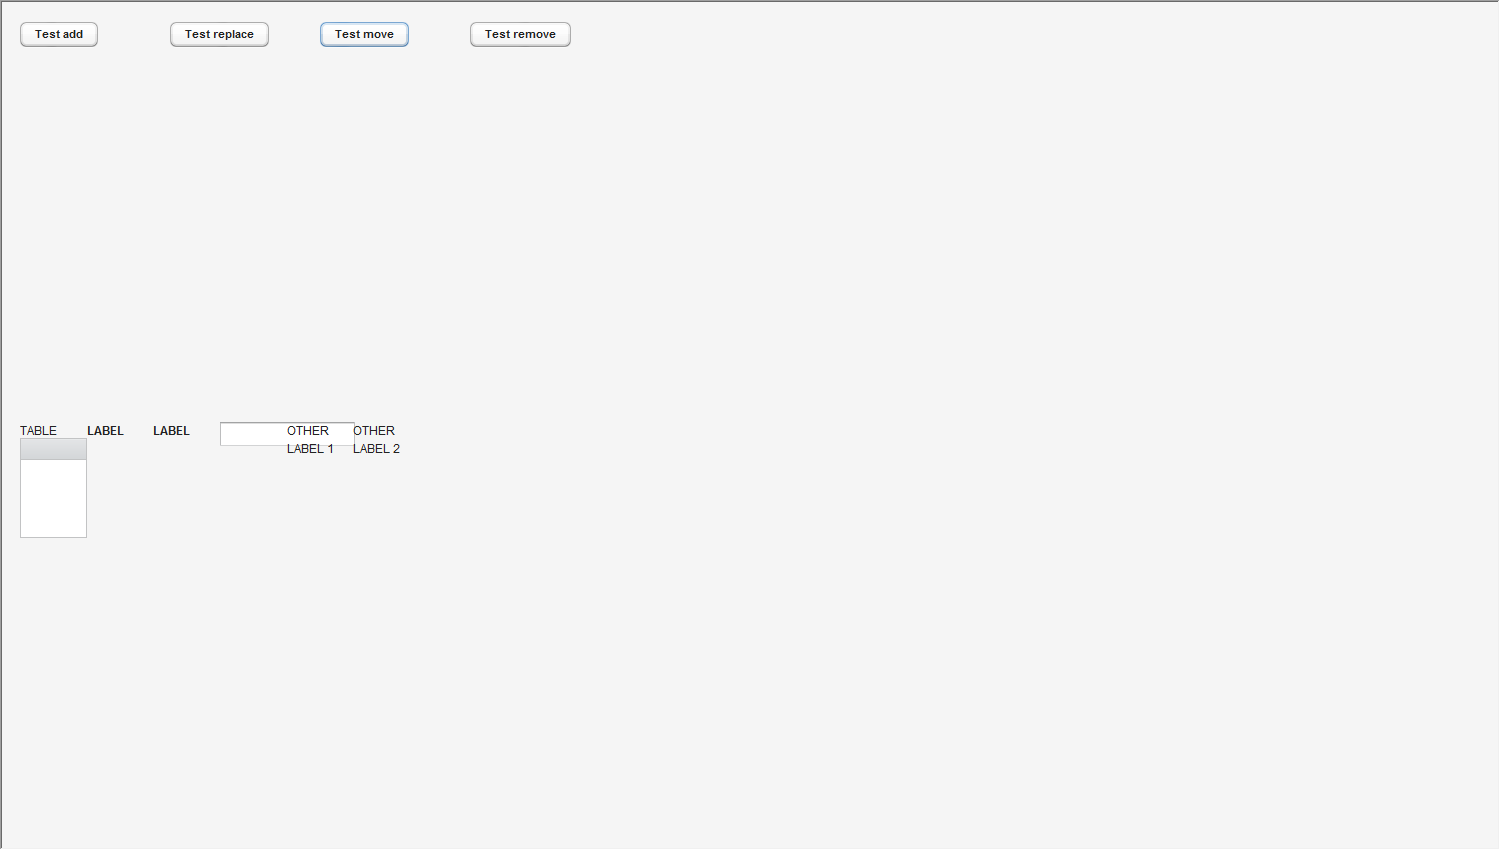 Test add
Test replace
Test move
Test remove
TABLE
LABEL
LABEL
OTHER
LABEL 1
OTHER
LABEL 2